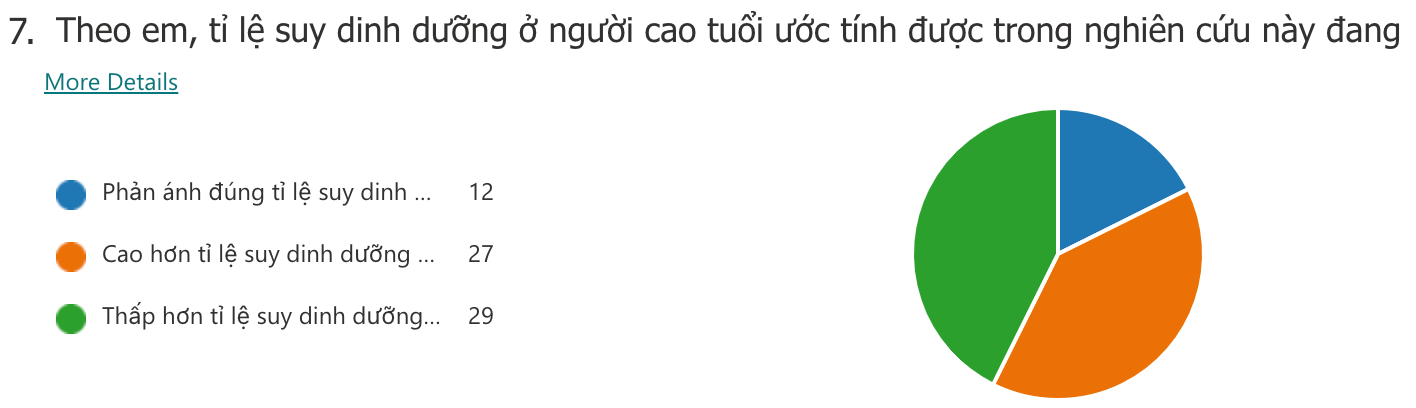 7. Theo em, tỉ lệ suy dinh dưỡng ở người cao tuổi ước tính được trong nghiên cứu này đang
More Details
Phản ánh đúng tỉ lệ suy dinh ... 12
Cao hơn tỉ lệ suy dinh dưỡng ... 27
Thấp hơn tỉ lệ suy dinh dưỡng... 29